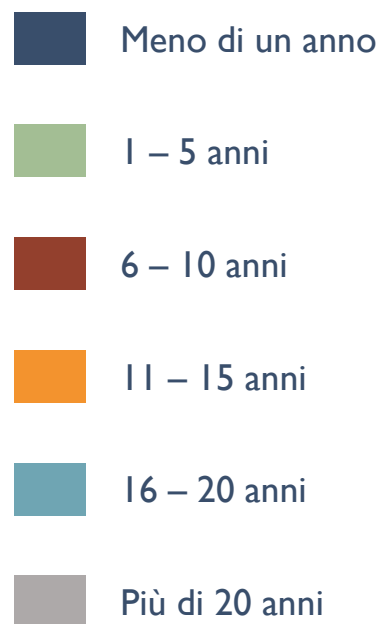 Meno di un anno
1 – 5 anni
6 – 10 anni
11 – 15 anni
16 – 20 anni
Più di 20 anni